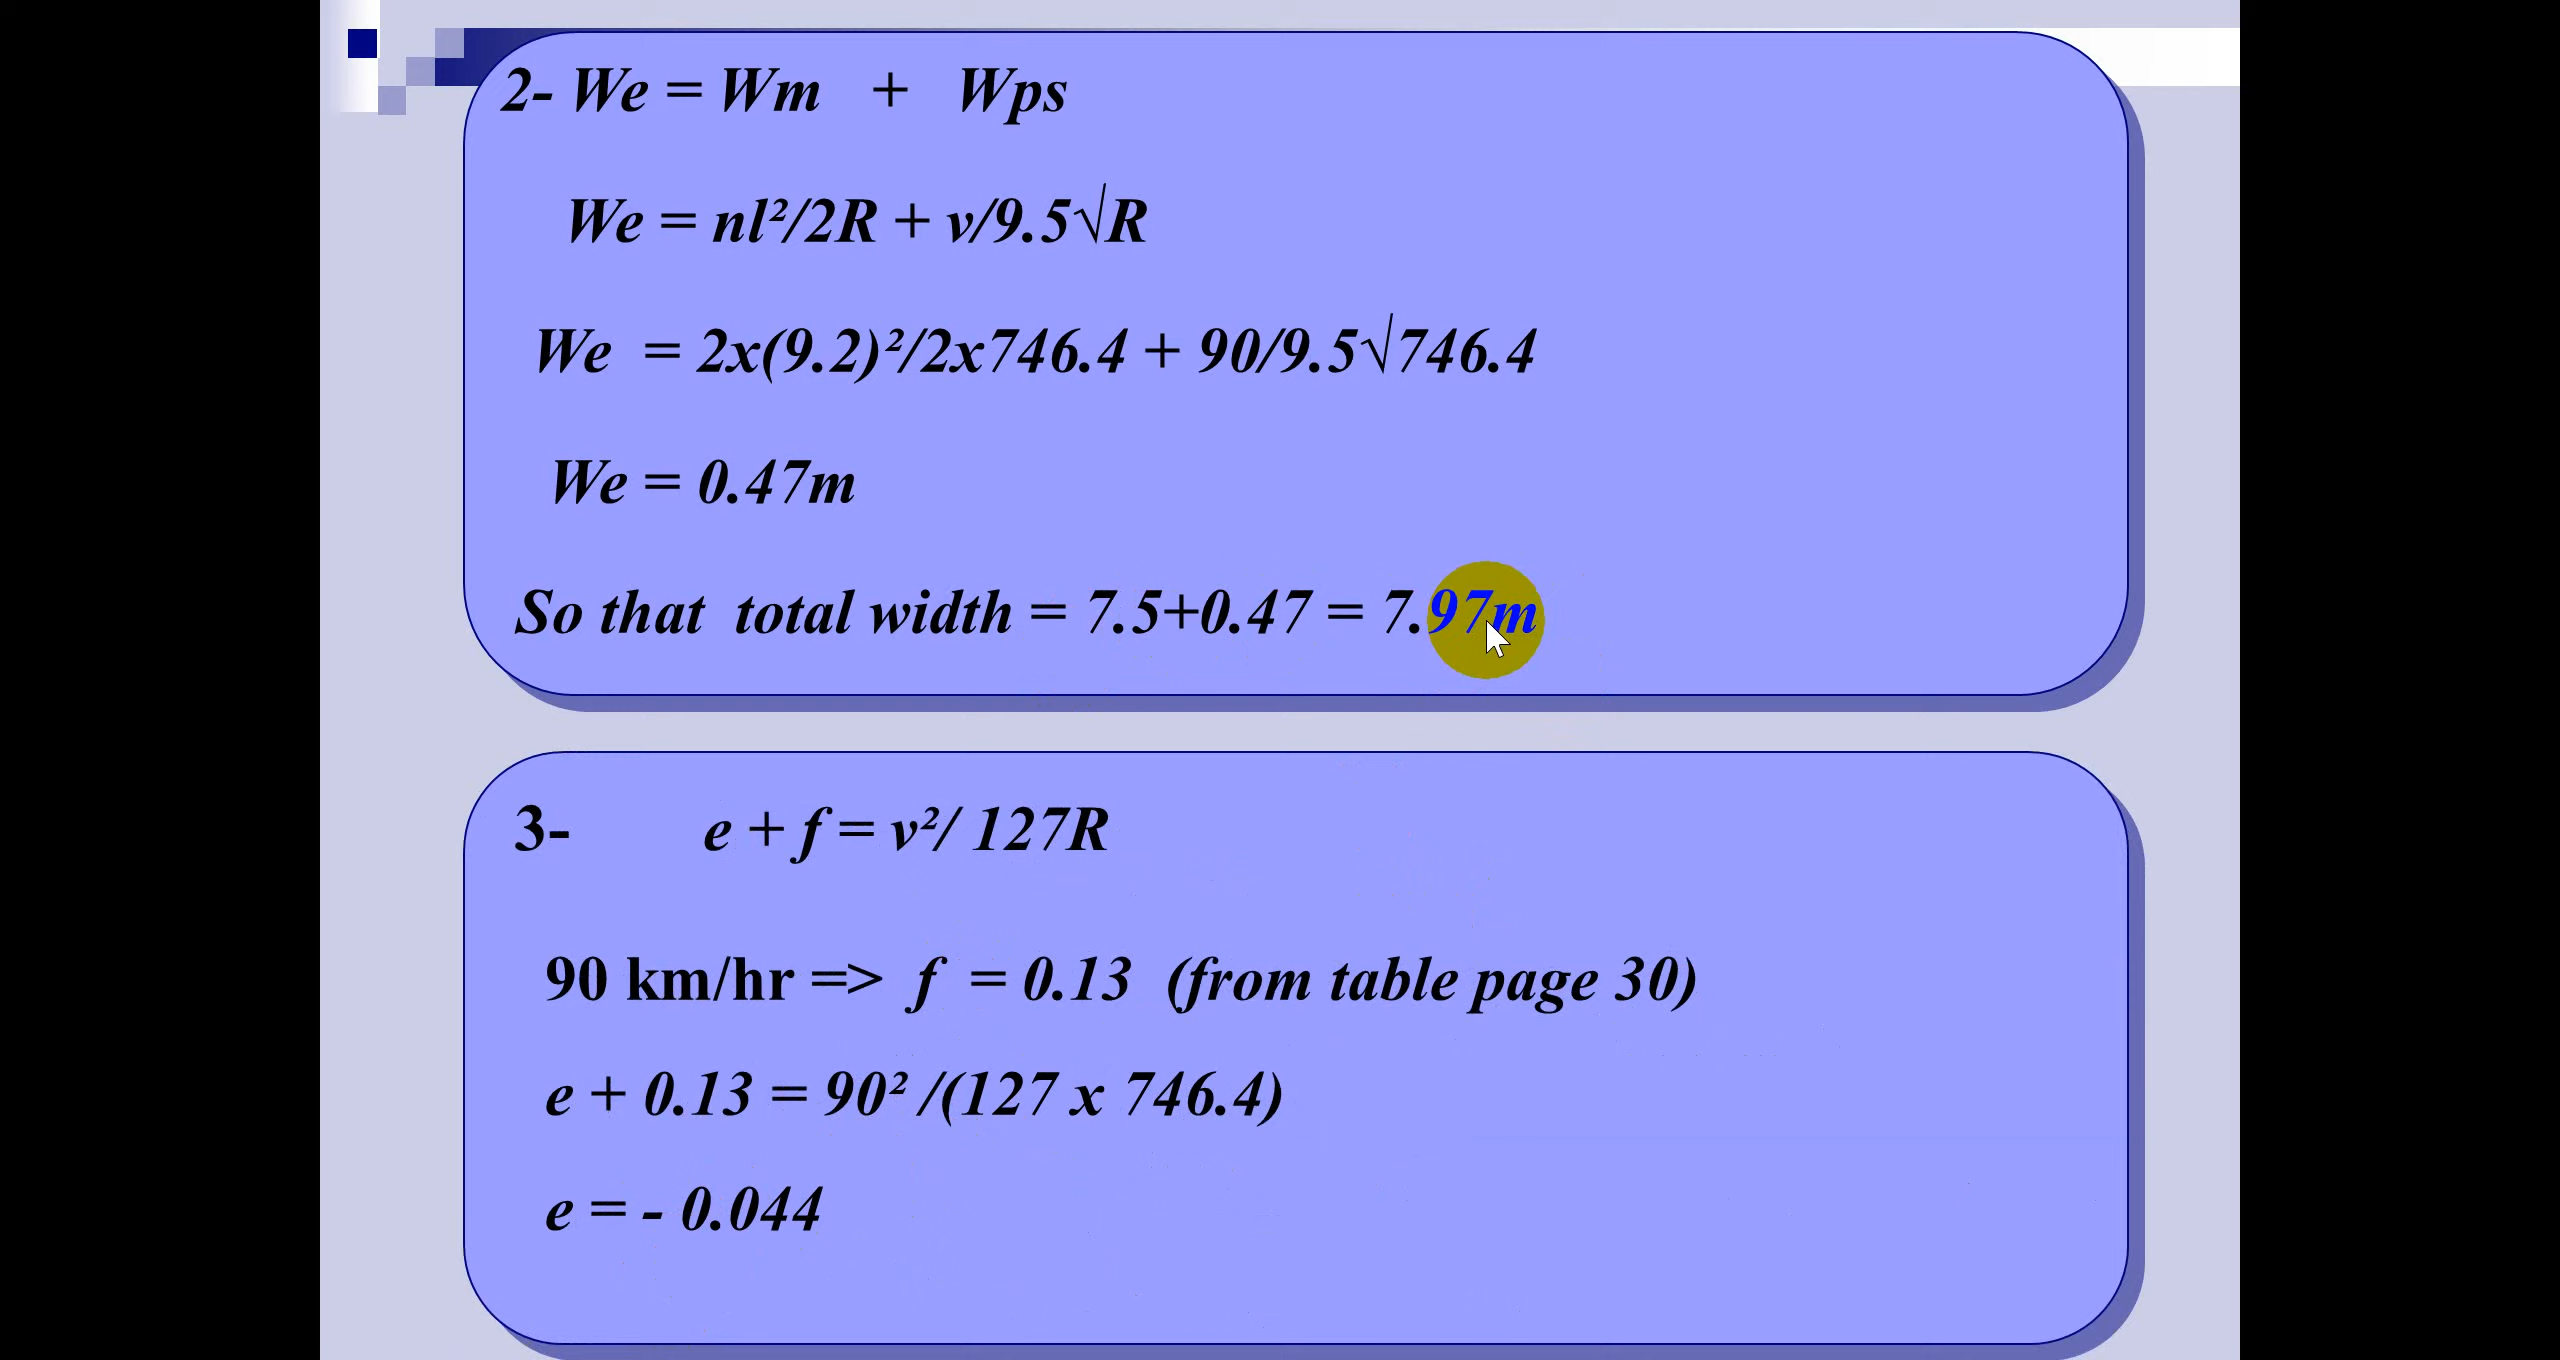 2- We = Wm + Wps
We = nl²/2R + v/9.5√R
We = 2x(9.2)²/2x746.4 + 90/9.5√746.4
We = 0.47m
So that total width = 7.5+0.47 = 7.97m
3- e + f = v²/ 127R
90 km/hr => f = 0.13 (from table page 30)
e + 0.13 = 90² /(127 x 746.4)
e = - 0.044